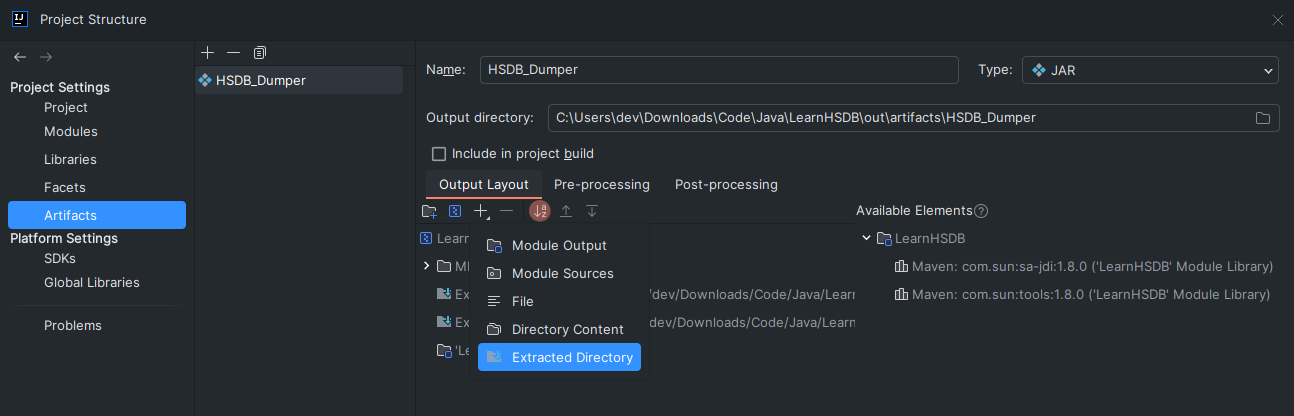 Project Structure
Project Settings
Project
Modules
Libraries
Facets
Artifacts
Platform Settings
SDKs
Global Libraries
Problems
HSDB_Dumper
Name: HSDB_Dumper
Type: JAR
Output directory: C:\Users\dev\Downloads\Code\Java\LearnHSDB\out\artifacts\HSDB_Dumper
Include in project build
Output Layout Pre-processing Post-processing
Learn
Ex /dev/Downloads/Code/Java/Learn
Ex /dev/Downloads/Code/Java/Learn
'Le
Module Output
Module Sources
File
Directory Content
Extracted Directory
Available Elements
LearnHSDB
Maven: com.sun:sa-jdi:1.8.0 ('LearnHSDB' Module Library)
Maven: com.sun:tools:1.8.0 ('LearnHSDB' Module Library)